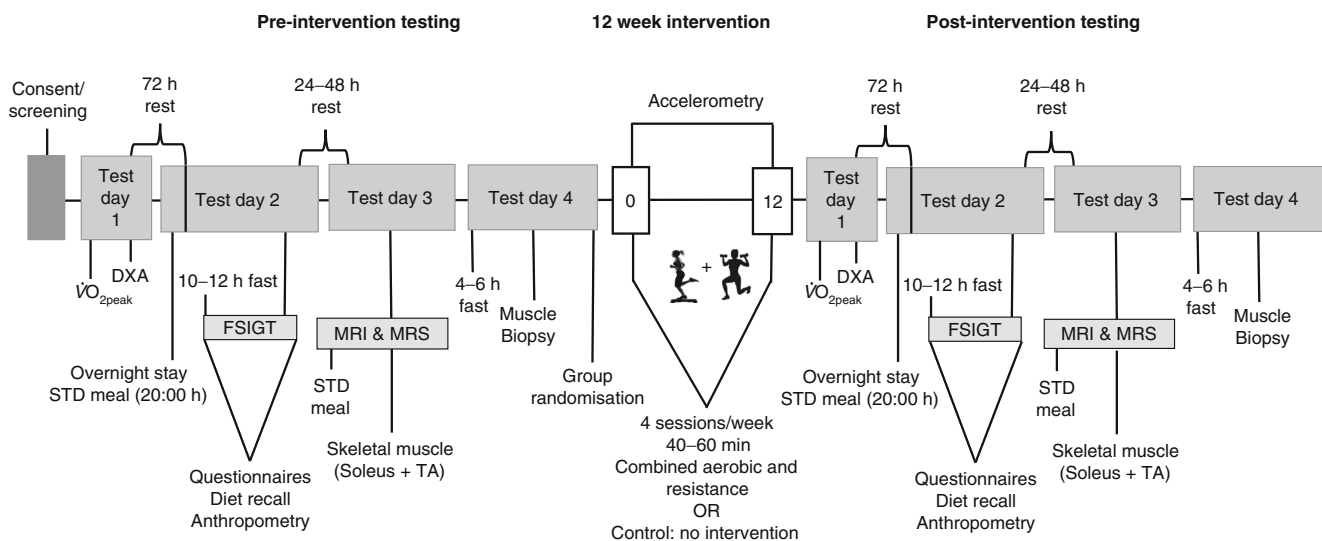 Pre-intervention testing
12 week intervention
Post-intervention testing
Consent/
screening
72 h
rest
24–48 h
rest
Test
day
1
Test day 2
Test day 3
Test day 4
V̇O2peak
DXA
10–12 h fast
FSIGT
Overnight stay
STD meal (20:00 h)
Questionnaires
Diet recall
Anthropometry
MRI & MRS
STD
meal
Skeletal muscle
(Soleus + TA)
4–6 h
fast
Muscle
Biopsy
Group
randomisation
Accelerometry
0
12
+
4 sessions/week
40–60 min
Combined aerobic and
resistance
OR
Control: no intervention
72 h
rest
24–48 h
rest
Test
day
1
Test day 2
Test day 3
Test day 4
V̇O2peak
DXA
10–12 h fast
FSIGT
Overnight stay
STD meal (20:00 h)
Questionnaires
Diet recall
Anthropometry
MRI & MRS
STD
meal
Skeletal muscle
(Soleus + TA)
4–6 h
fast
Muscle
Biopsy